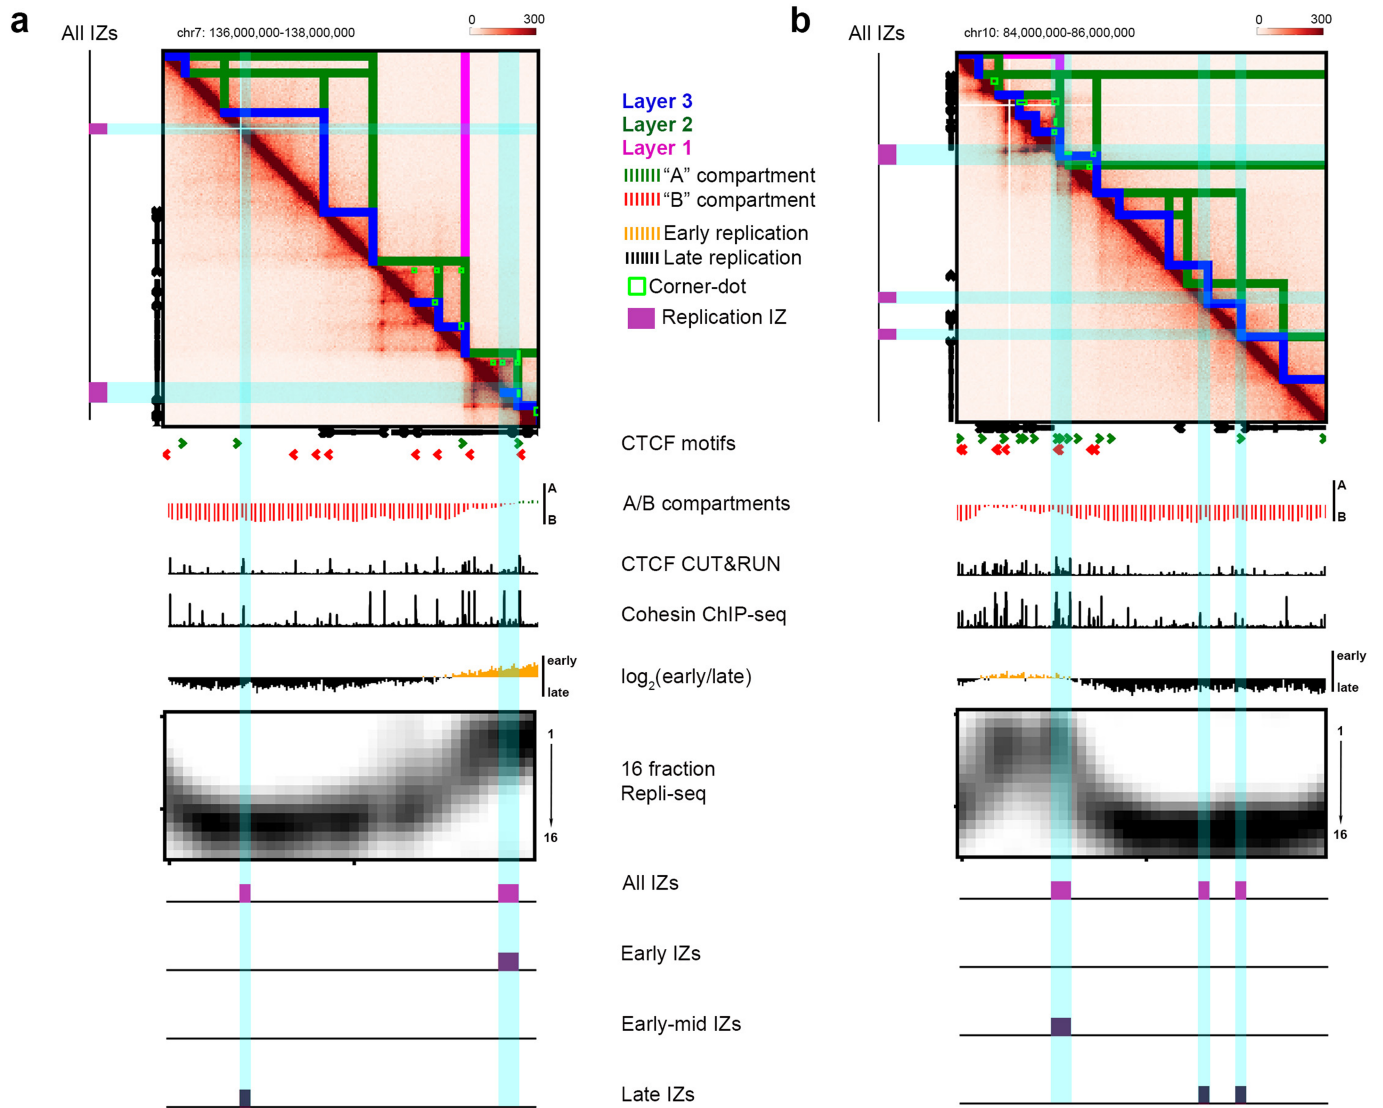 a
b
All IZs
chr7: 136,000,000-138,000,000
0
300
All IZs
chr10: 84,000,000-86,000,000
0
300
Layer 3
Layer 2
Layer 1
“A” compartment
“B” compartment
Early replication
Late replication
Corner-dot
Replication IZ
CTCF motifs
A
B
A/B compartments
A
B
CTCF CUT&RUN
Cohesin ChIP-seq
early
late
log2(early/late)
early
late
1
16
16 fraction
Repli-seq
1
16
All IZs
Early IZs
Early-mid IZs
Late IZs